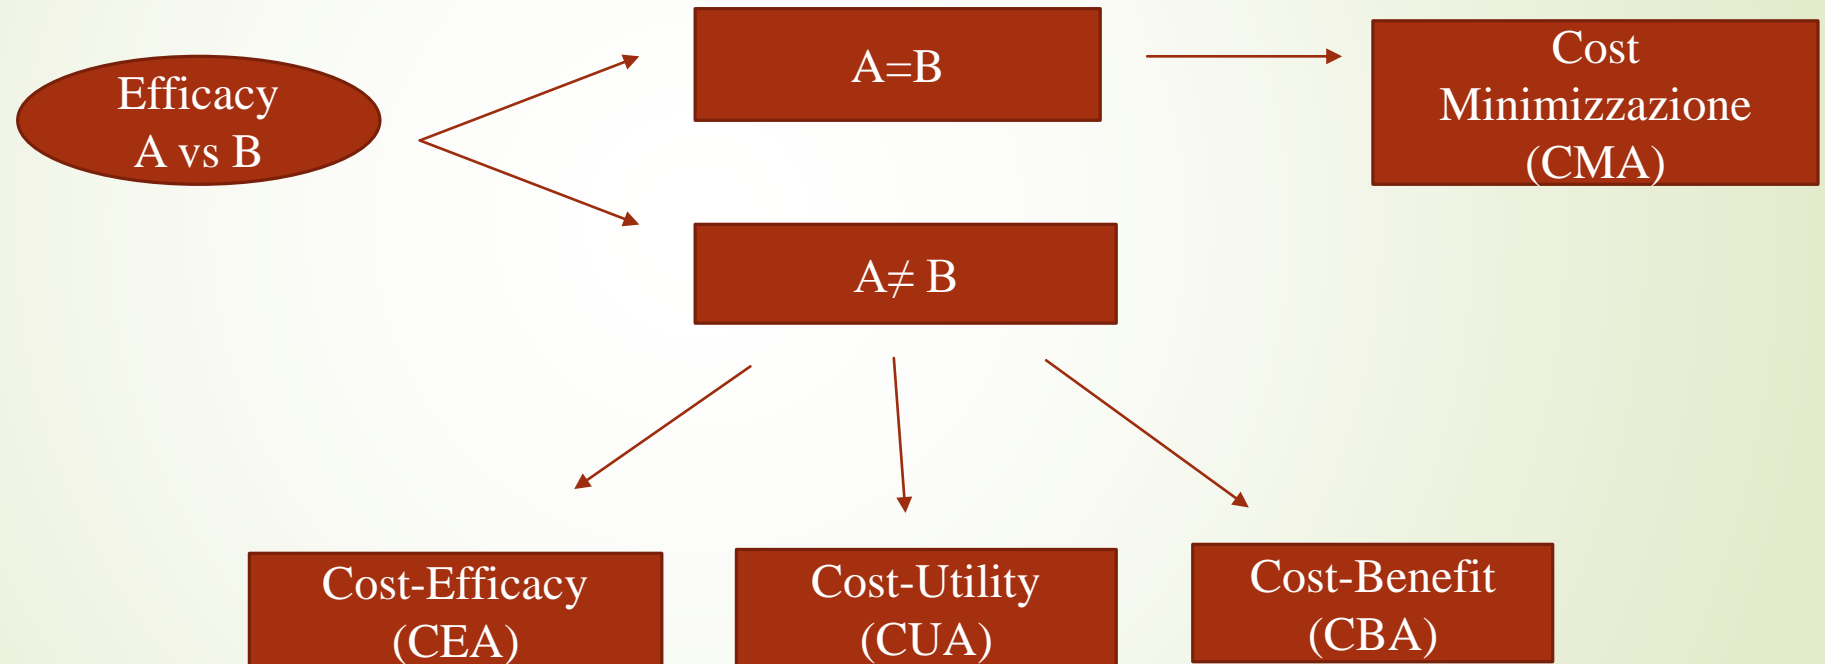 Efficacy
A vs B
A=B
Cost
Minimizzazione
(CMA)
A≠ B
Cost-Efficacy
(CEA)
Cost-Utility
(CUA)
Cost-Benefit
(CBA)